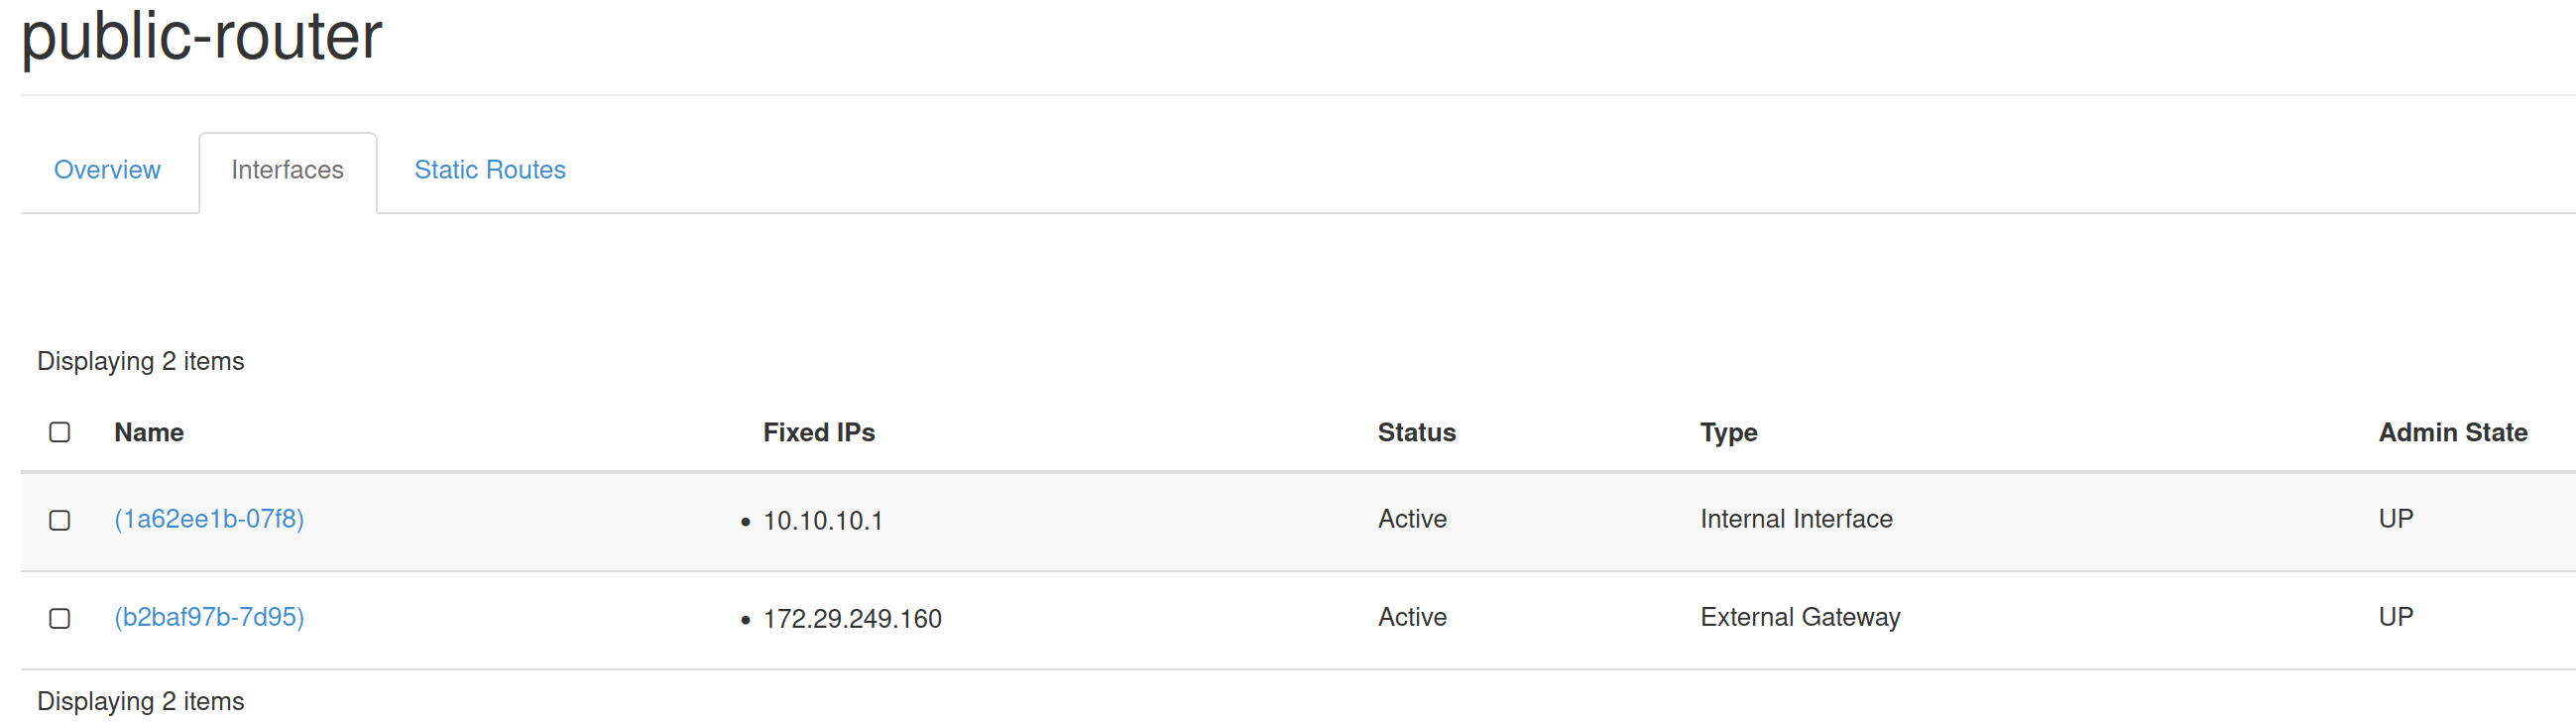 public-router
Overview Interfaces Static Routes
Displaying 2 items
Name Fixed IPs Status Type Admin State
(1a62ee1b-07f8) • 10.10.10.1 Active Internal Interface UP
(b2baf97b-7d95) • 172.29.249.160 Active External Gateway UP
Displaying 2 items